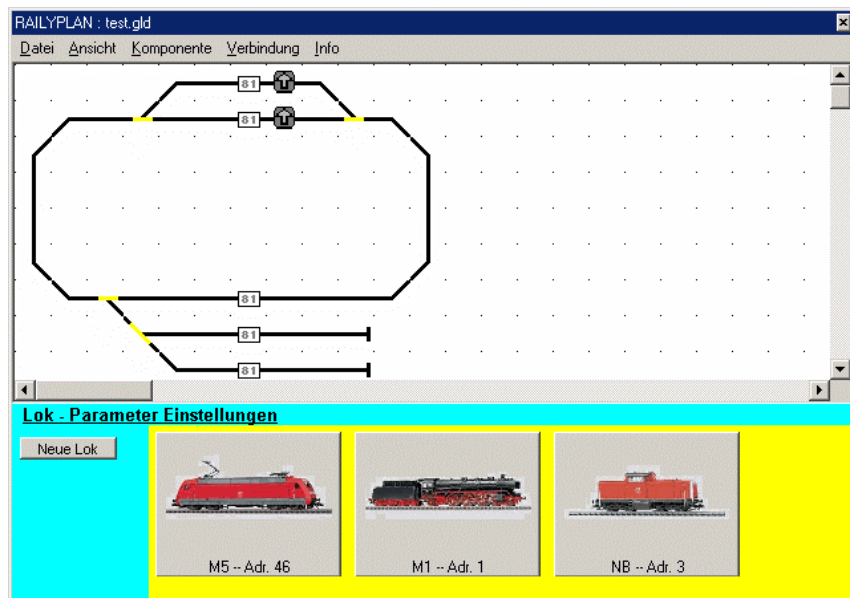 RAILYPLAN : test.gld
Datei Ansicht Komponente Verbindung Info
81
81
81
81
81
Lok - Parameter Einstellungen
Neue Lok
M5 -- Adr. 46
M1 -- Adr. 1
NB -- Adr. 3